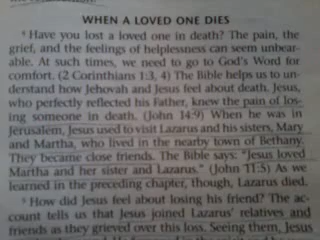 WHEN A LOVED ONE DIES
4 Have you lost a loved one in death? The pain, the
grief, and the feelings of helplessness can seem unbear-
able. At such times, we need to go to God's Word for
comfort. (2 Corinthians 1:3, 4) The Bible helps us to un-
derstand how Jehovah and Jesus feel about death. Jesus,
who perfectly reflected his Father, knew the pain of los-
ing someone in death. (John 14:9) When he was in
Jerusalem, Jesus used to visit Lazarus and his sisters, Mary
and Martha, who lived in the nearby town of Bethany.
They became close friends. The Bible says: "Jesus loved
Martha and her sister and Lazarus." (John 11:5) As we
learned in the preceding chapter, though, Lazarus died.
5 How did Jesus feel about losing his friend? The ac-
count tells us that Jesus joined Lazarus' relatives and
friends as they grieved over this loss. Seeing them, Jesus